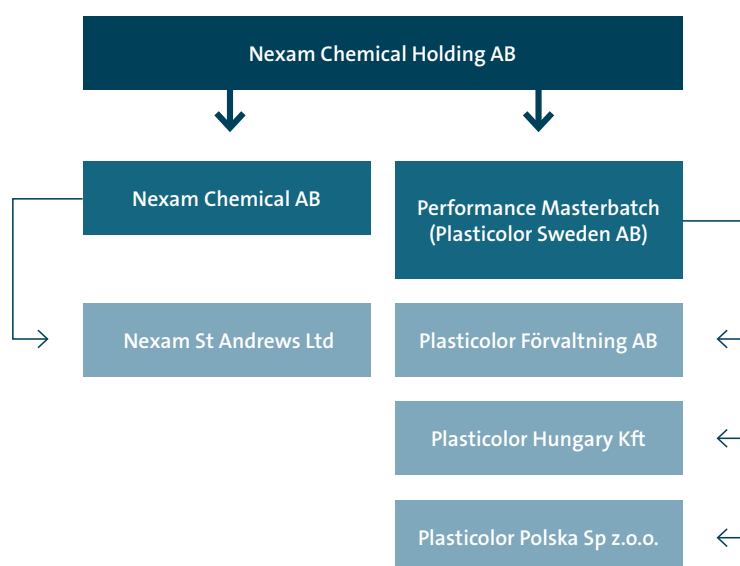 Nexam Chemical Holding AB
Nexam Chemical AB
Performance Masterbatch
(Plasticolor Sweden AB)
Nexam St Andrews Ltd
Plasticolor Förvaltning AB
Plasticolor Hungary Kft
Plasticolor Polska Sp z.o.o.